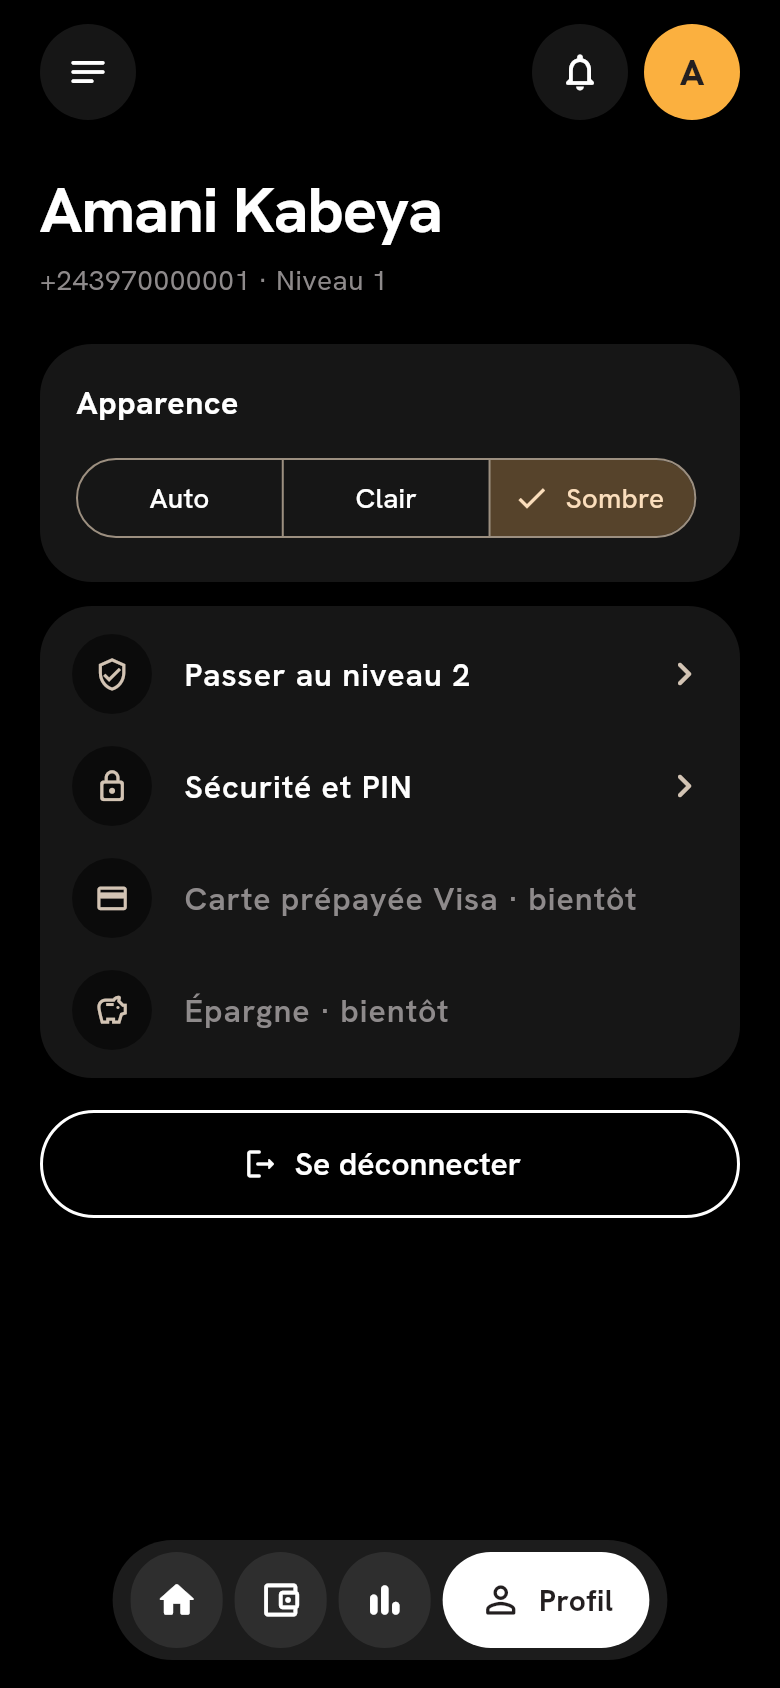 A
Amani Kabeya
+243970000001 · Niveau 1
Apparence
Auto
Clair
Sombre
Passer au niveau 2
Sécurité et PIN
Carte prépayée Visa · bientôt
Épargne · bientôt
Se déconnecter
Profil